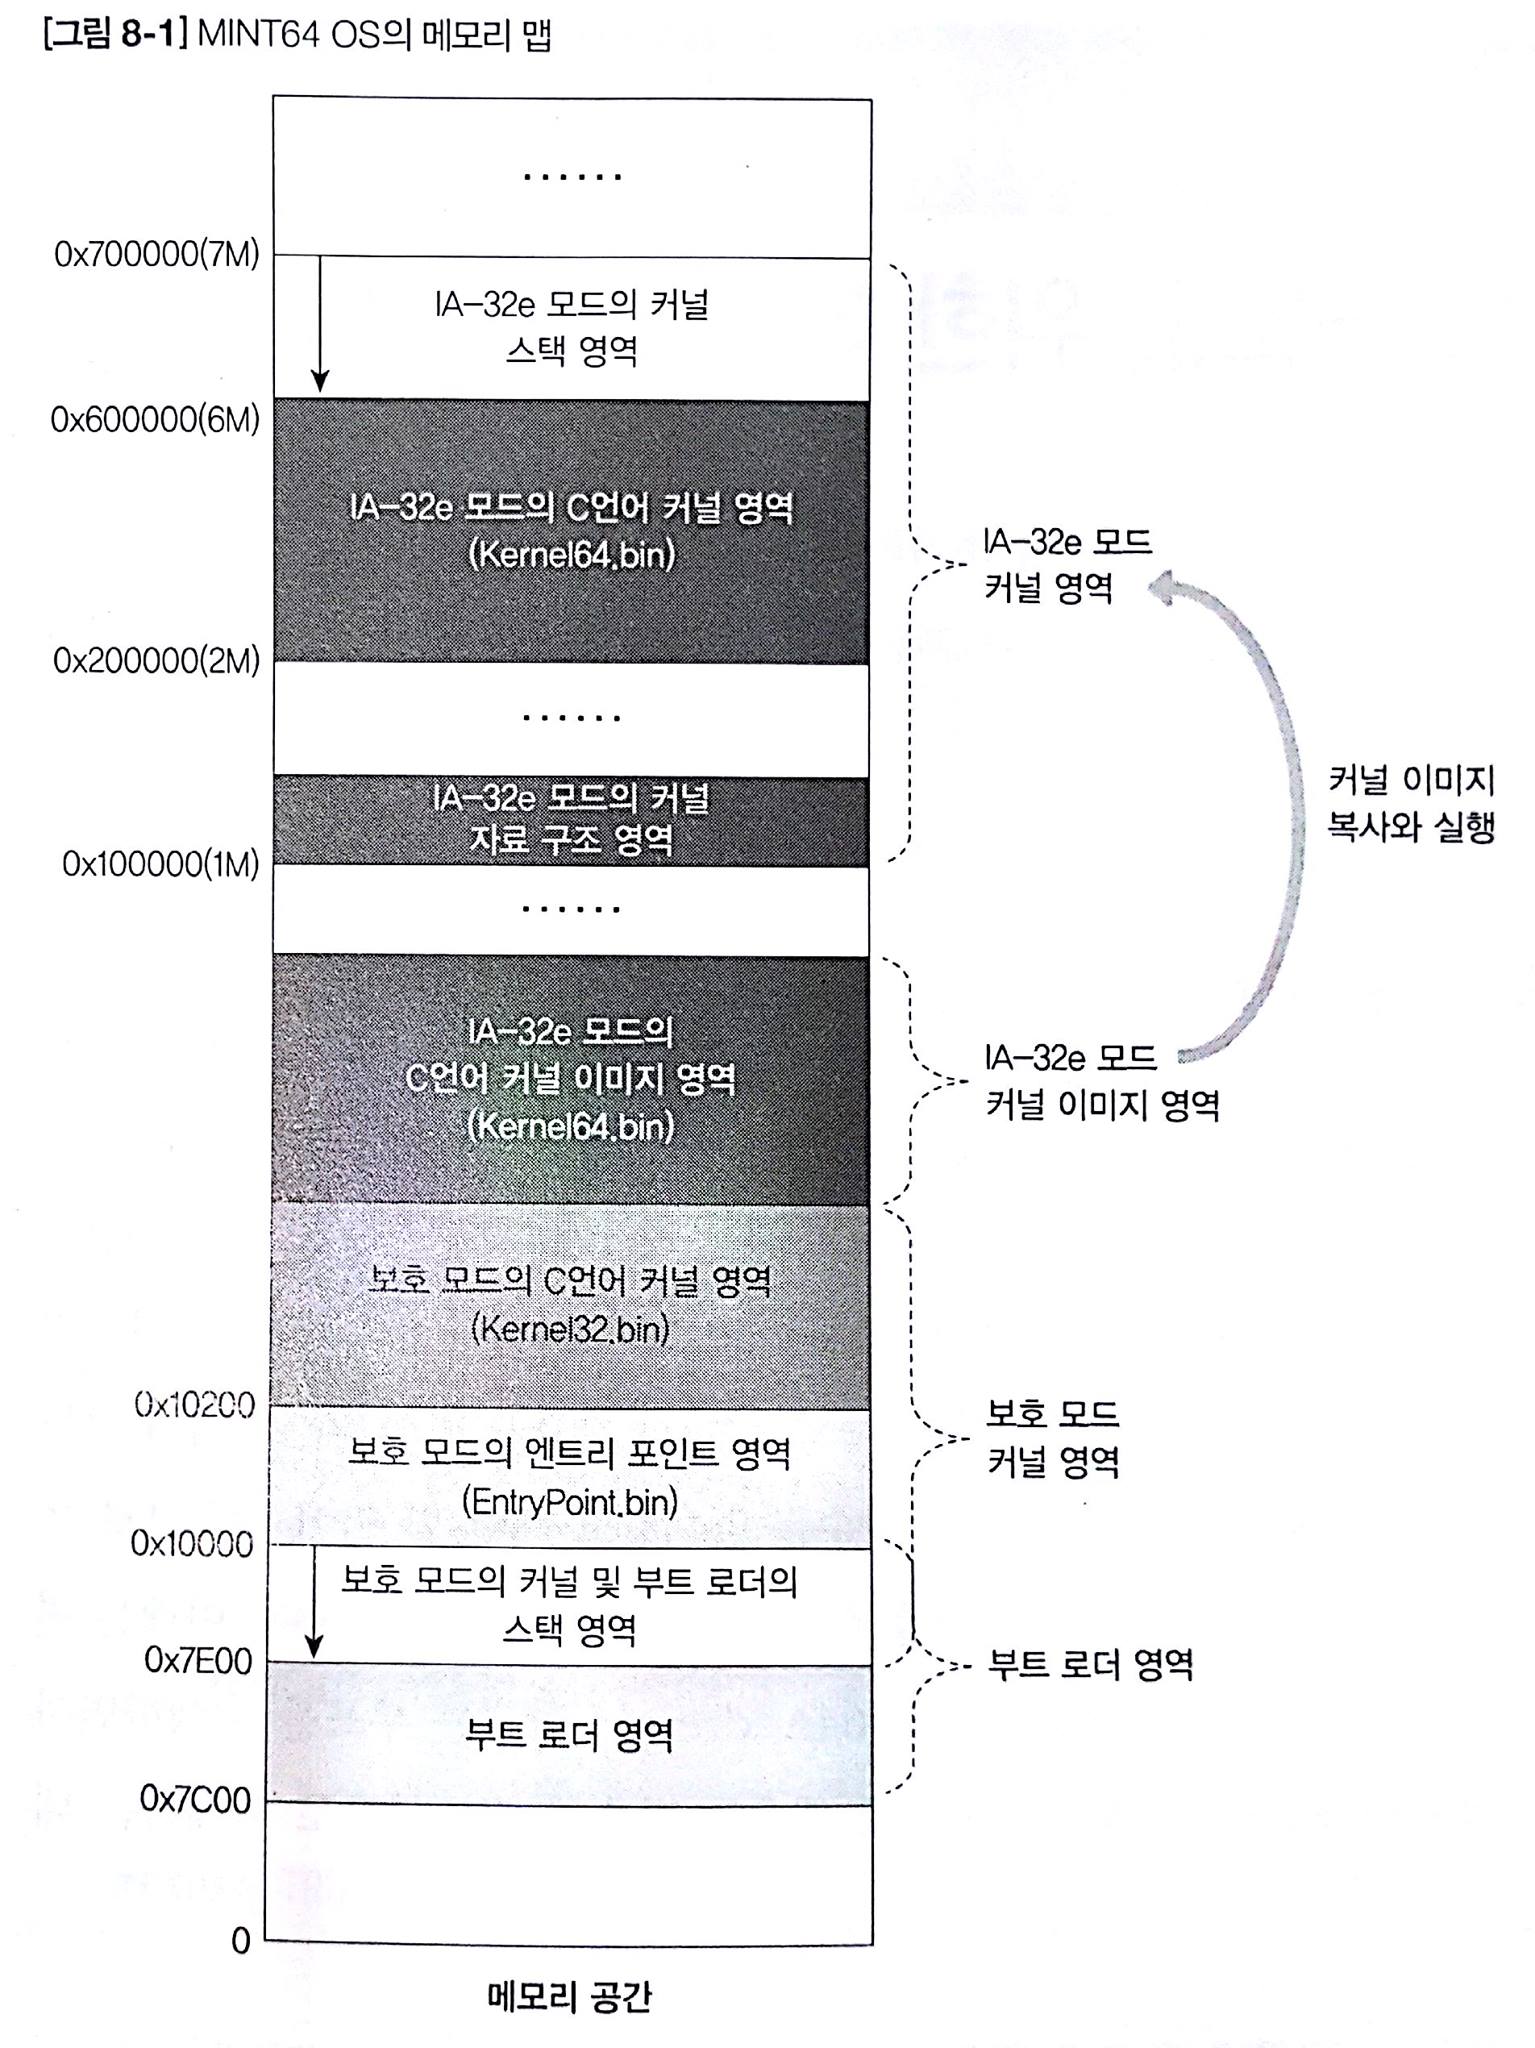 [그림 8-1] MINT64 OS의 메모리 맵
......
0x700000(7M)
IA-32e 모드의 커널
스택 영역
0x600000(6M)
IA-32e 모드의 C언어 커널 영역
(Kernel64.bin)
IA-32e 모드
커널 영역
0x200000(2M)
......
커널 이미지
복사와 실행
IA-32e 모드의 커널
자료 구조 영역
0x100000(1M)
......
IA-32e 모드의
C언어 커널 이미지 영역
(Kernel64.bin)
IA-32e 모드
커널 이미지 영역
보호 모드의 C언어 커널 영역
(Kernel32.bin)
0x10200
보호 모드
커널 영역
보호 모드의 엔트리 포인트 영역
(EntryPoint.bin)
0x10000
보호 모드의 커널 및 부트 로더의
스택 영역
0x7E00
부트 로더 영역
부트 로더 영역
0x7C00
0
메모리 공간